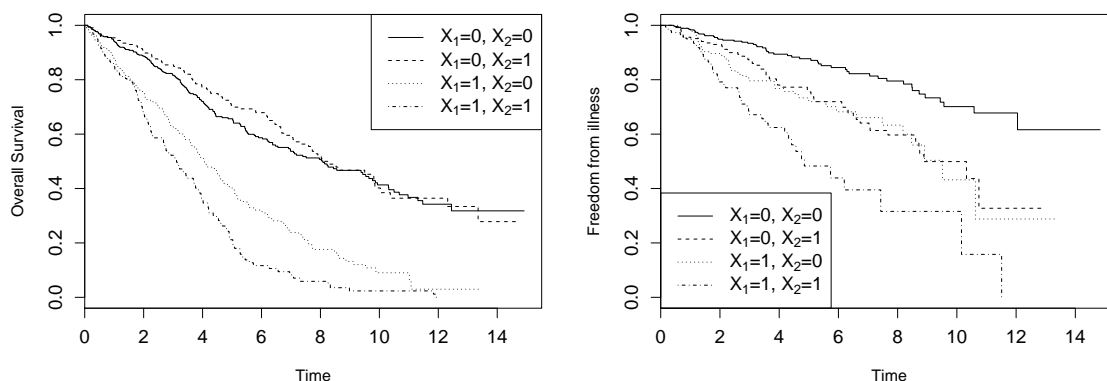 Overall Survival
1.0
0.8
0.6
0.4
0.2
0.0
0 2 4 6 8 10 12 14
Time
X₁=0, X₂=0
X₁=0, X₂=1
X₁=1, X₂=0
X₁=1, X₂=1
Freedom from illness
1.0
0.8
0.6
0.4
0.2
0.0
0 2 4 6 8 10 12 14
Time
X₁=0, X₂=0
X₁=0, X₂=1
X₁=1, X₂=0
X₁=1, X₂=1